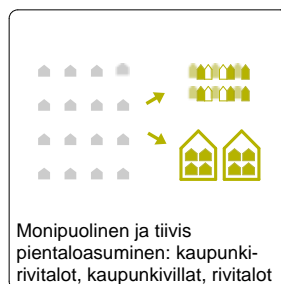 Monipuolinen ja tiivis
pientaloasuminen: kaupunki-
rivitalot, kaupunkivillat, rivitalot